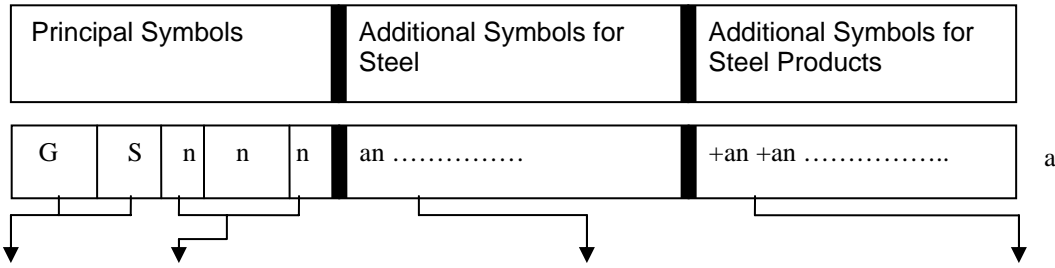 Principal Symbols
Additional Symbols for
Steel
Additional Symbols for
Steel Products
G S n n n an …………… +an +an …………….. a